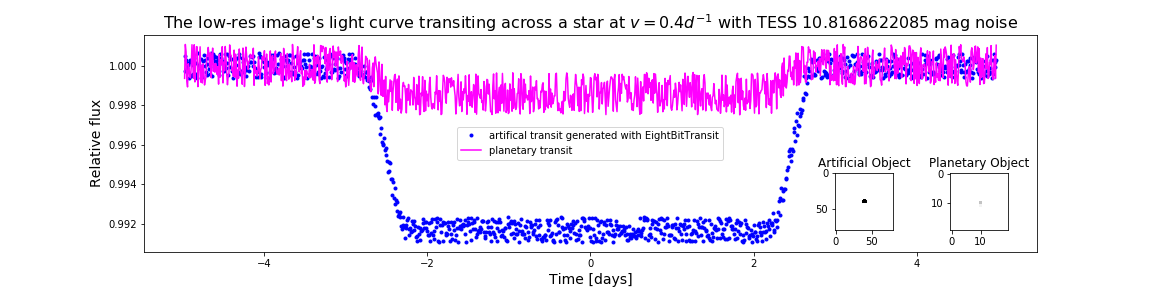 The low-res image's light curve transiting across a star at v = 0.4d⁻¹ with TESS 10.8168622085 mag noise
Relative flux
1.000
0.998
0.996
0.994
0.992
artifical transit generated with EightBitTransit
planetary transit
Artificial Object
0
50
0
50
Planetary Object
0
10
0
10
−4
−2
0
2
4
Time [days]